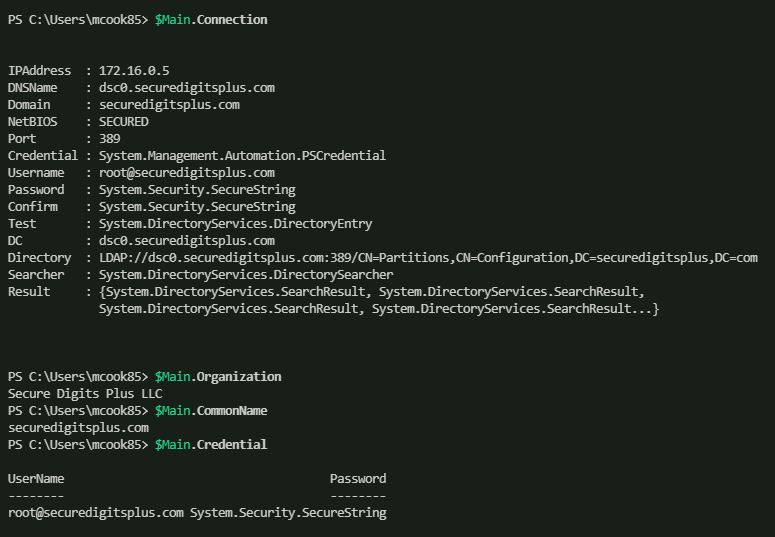 PS C:\Users\mcook85> $Main.Connection
IPAddress  : 172.16.0.5
DNSName    : dsc0.securedigitsplus.com
Domain     : securedigitsplus.com
NetBIOS    : SECURED
Port       : 389
Credential : System.Management.Automation.PSCredential
Username   : root@securedigitsplus.com
Password   : System.Security.SecureString
Confirm    : System.Security.SecureString
Test       : System.DirectoryServices.DirectoryEntry
DC         : dsc0.securedigitsplus.com
Directory  : LDAP://dsc0.securedigitsplus.com:389/CN=Partitions,CN=Configuration,DC=securedigitsplus,DC=com
Searcher   : System.DirectoryServices.DirectorySearcher
Result     : {System.DirectoryServices.SearchResult, System.DirectoryServices.SearchResult,
             System.DirectoryServices.SearchResult, System.DirectoryServices.SearchResult...}
PS C:\Users\mcook85> $Main.Organization
Secure Digits Plus LLC
PS C:\Users\mcook85> $Main.CommonName
securedigitsplus.com
PS C:\Users\mcook85> $Main.Credential
UserName                                      Password
--------                                      --------
root@securedigitsplus.com System.Security.SecureString